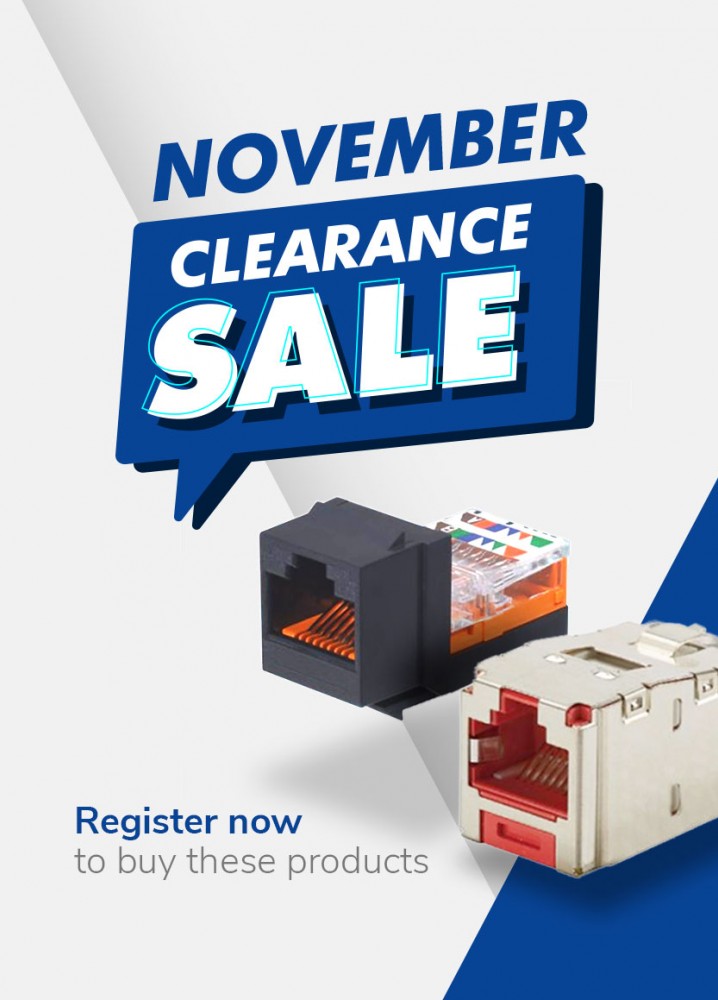 NOVEMBER
CLEARANCE
SALE
Register now
to buy these products